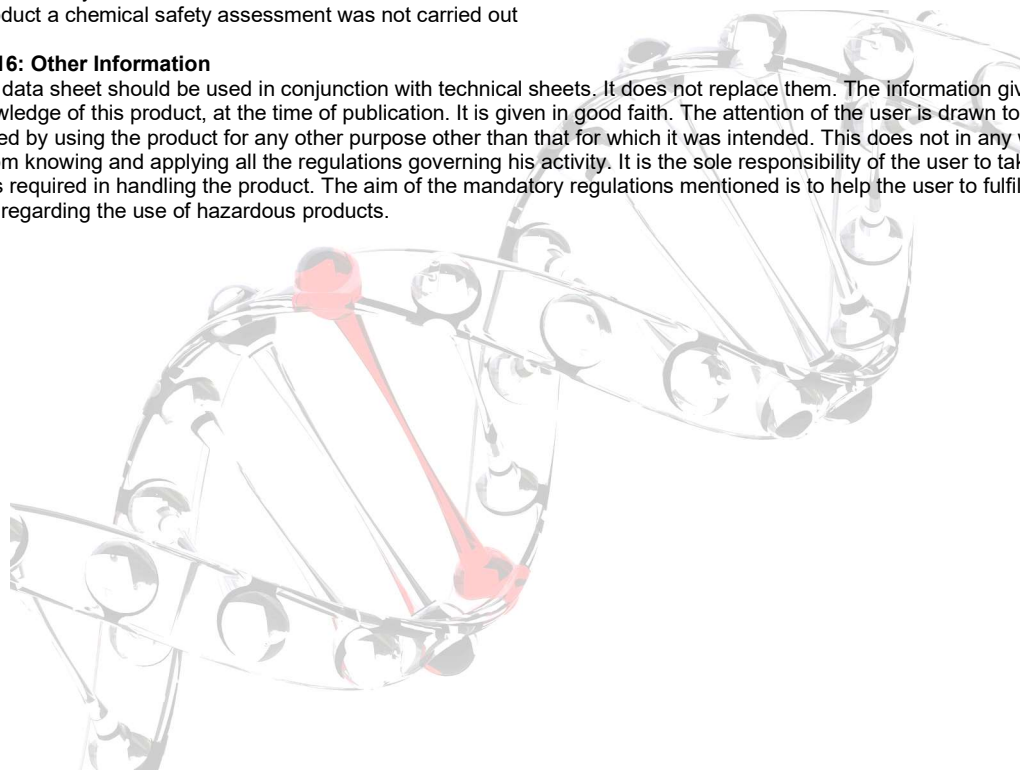 duct a chemical safety assessment was not carried out
16: Other Information
data sheet should be used in conjunction with technical sheets. It does not replace them. The information giv
wledge of this product, at the time of publication. It is given in good faith. The attention of the user is drawn to
ed by using the product for any other purpose other than that for which it was intended. This does not in any
om knowing and applying all the regulations governing his activity. It is the sole responsibility of the user to tak
s required in handling the product. The aim of the mandatory regulations mentioned is to help the user to fulfil
regarding the use of hazardous products.